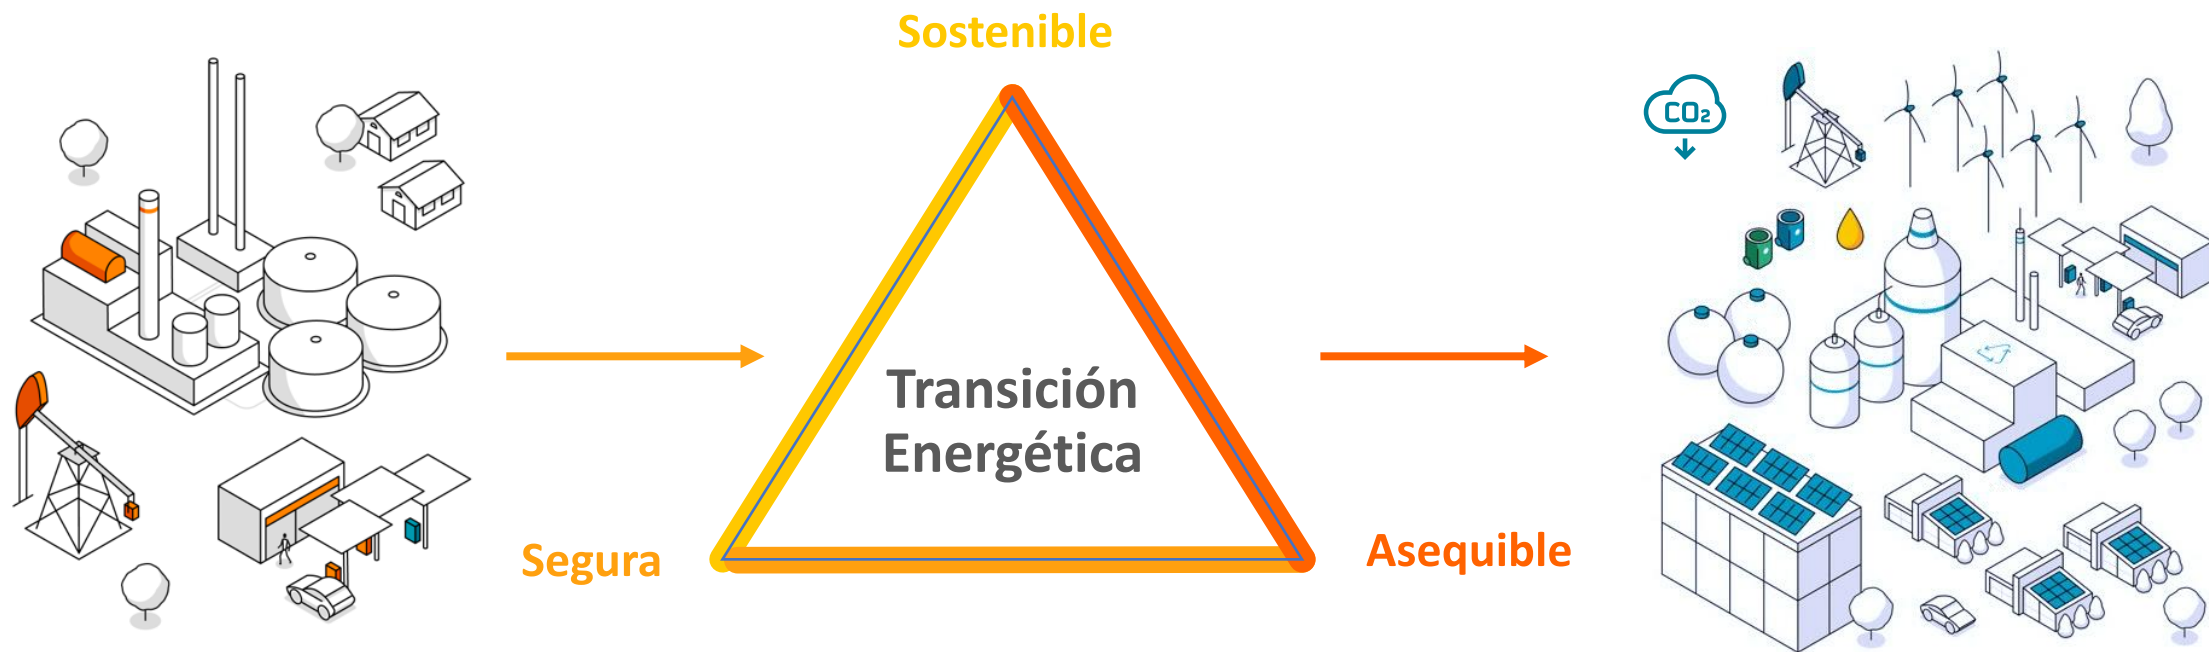 Sostenible
CO₂
Transición
Energética
Segura
Asequible